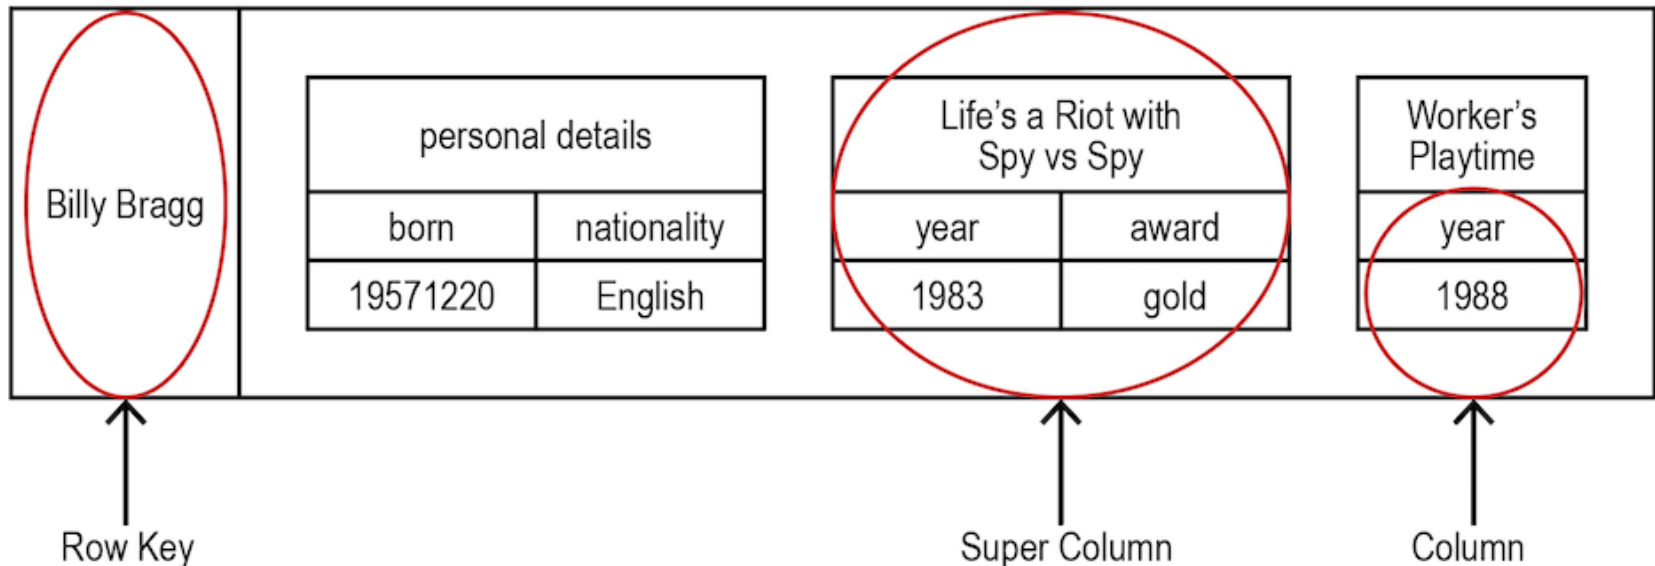 Billy Bragg
personal details
born nationality
19571220 English
Life's a Riot with
Spy vs Spy
year award
1983 gold
Worker's
Playtime
year
1988
Row Key
Super Column
Column